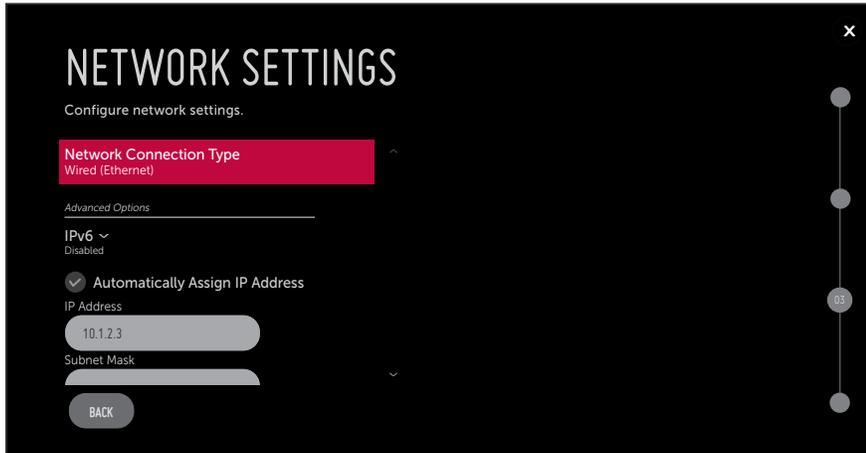 X
NETWORK SETTINGS
Configure network settings.
Network Connection Type
Wired (Ethernet)
Advanced Options
IPv6
Disabled
Automatically Assign IP Address
IP Address
10.1.2.3
03
Subnet Mask
BACK